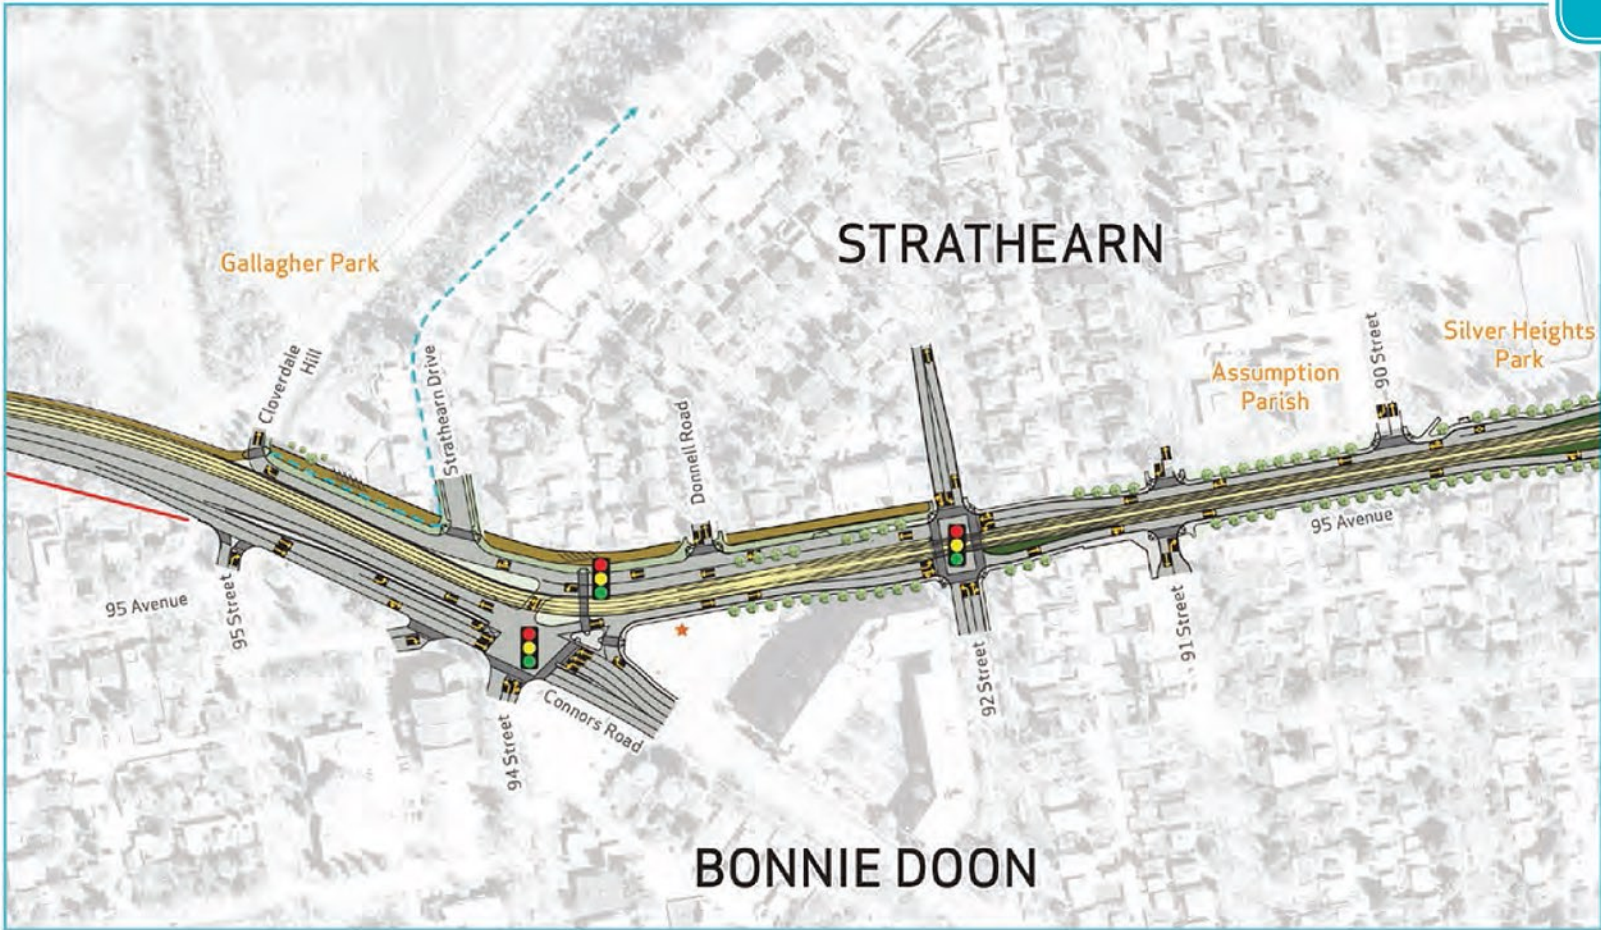 STRATHEARN
Gallagher Park
Cloverdale
Hill
Strathearn Drive
Donnell Road
90 Street
Silver Heights
Park
Assumption
Parish
95 Avenue
95 Avenue
95 Street
94 Street
Connors Road
92 Street
91 Street
BONNIE DOON